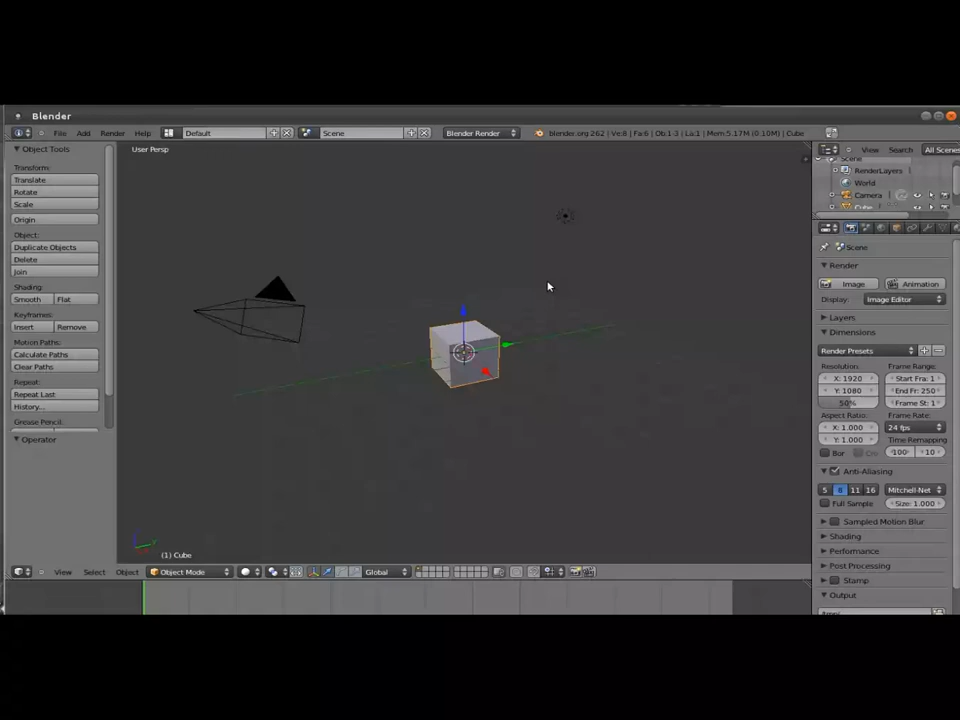 Blender
File Add Render Help Default Scene Blender Render blender.org 262 | Ve:8 | Fa:6 | Ob:1-3 | La:1 | Mem:5.17M (0.10M) | Cube
Object Tools
Transform:
Translate
Rotate
Scale
Origin
Object:
Duplicate Objects
Delete
Join
Shading:
Smooth Flat
Keyframes:
Insert Remove
Motion Paths:
Calculate Paths
Clear Paths
Repeat:
Repeat Last
History...
Grease Pencil:
Operator
User Persp
(1) Cube
View Select Object Object Mode Global
View Search All Scenes
Scene
RenderLayers
World
Camera
Cube
Scene
Render
Image Animation
Display: Image Editor
Layers
Dimensions
Render Presets
Resolution: Frame Range:
X: 1920 Start Fra: 1
Y: 1080 End Fr: 250
50% Frame St: 1
Aspect Ratio: Frame Rate:
X: 1.000 24 fps
Y: 1.000 Time Remapping
Bor 100 10
Anti-Aliasing
5 8 11 16 Mitchell-Net
Full Sample Size: 1.000
Sampled Motion Blur
Shading
Performance
Post Processing
Stamp
Output